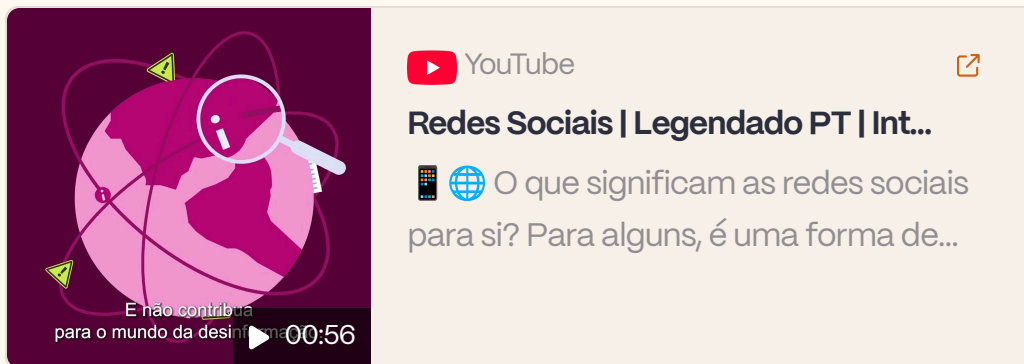 YouTube
Redes Sociais | Legendado PT | Int...
📱🌐 O que significam as redes sociais
para si? Para alguns, é uma forma de...
E não contribua
para o mundo da desinformação
00:56